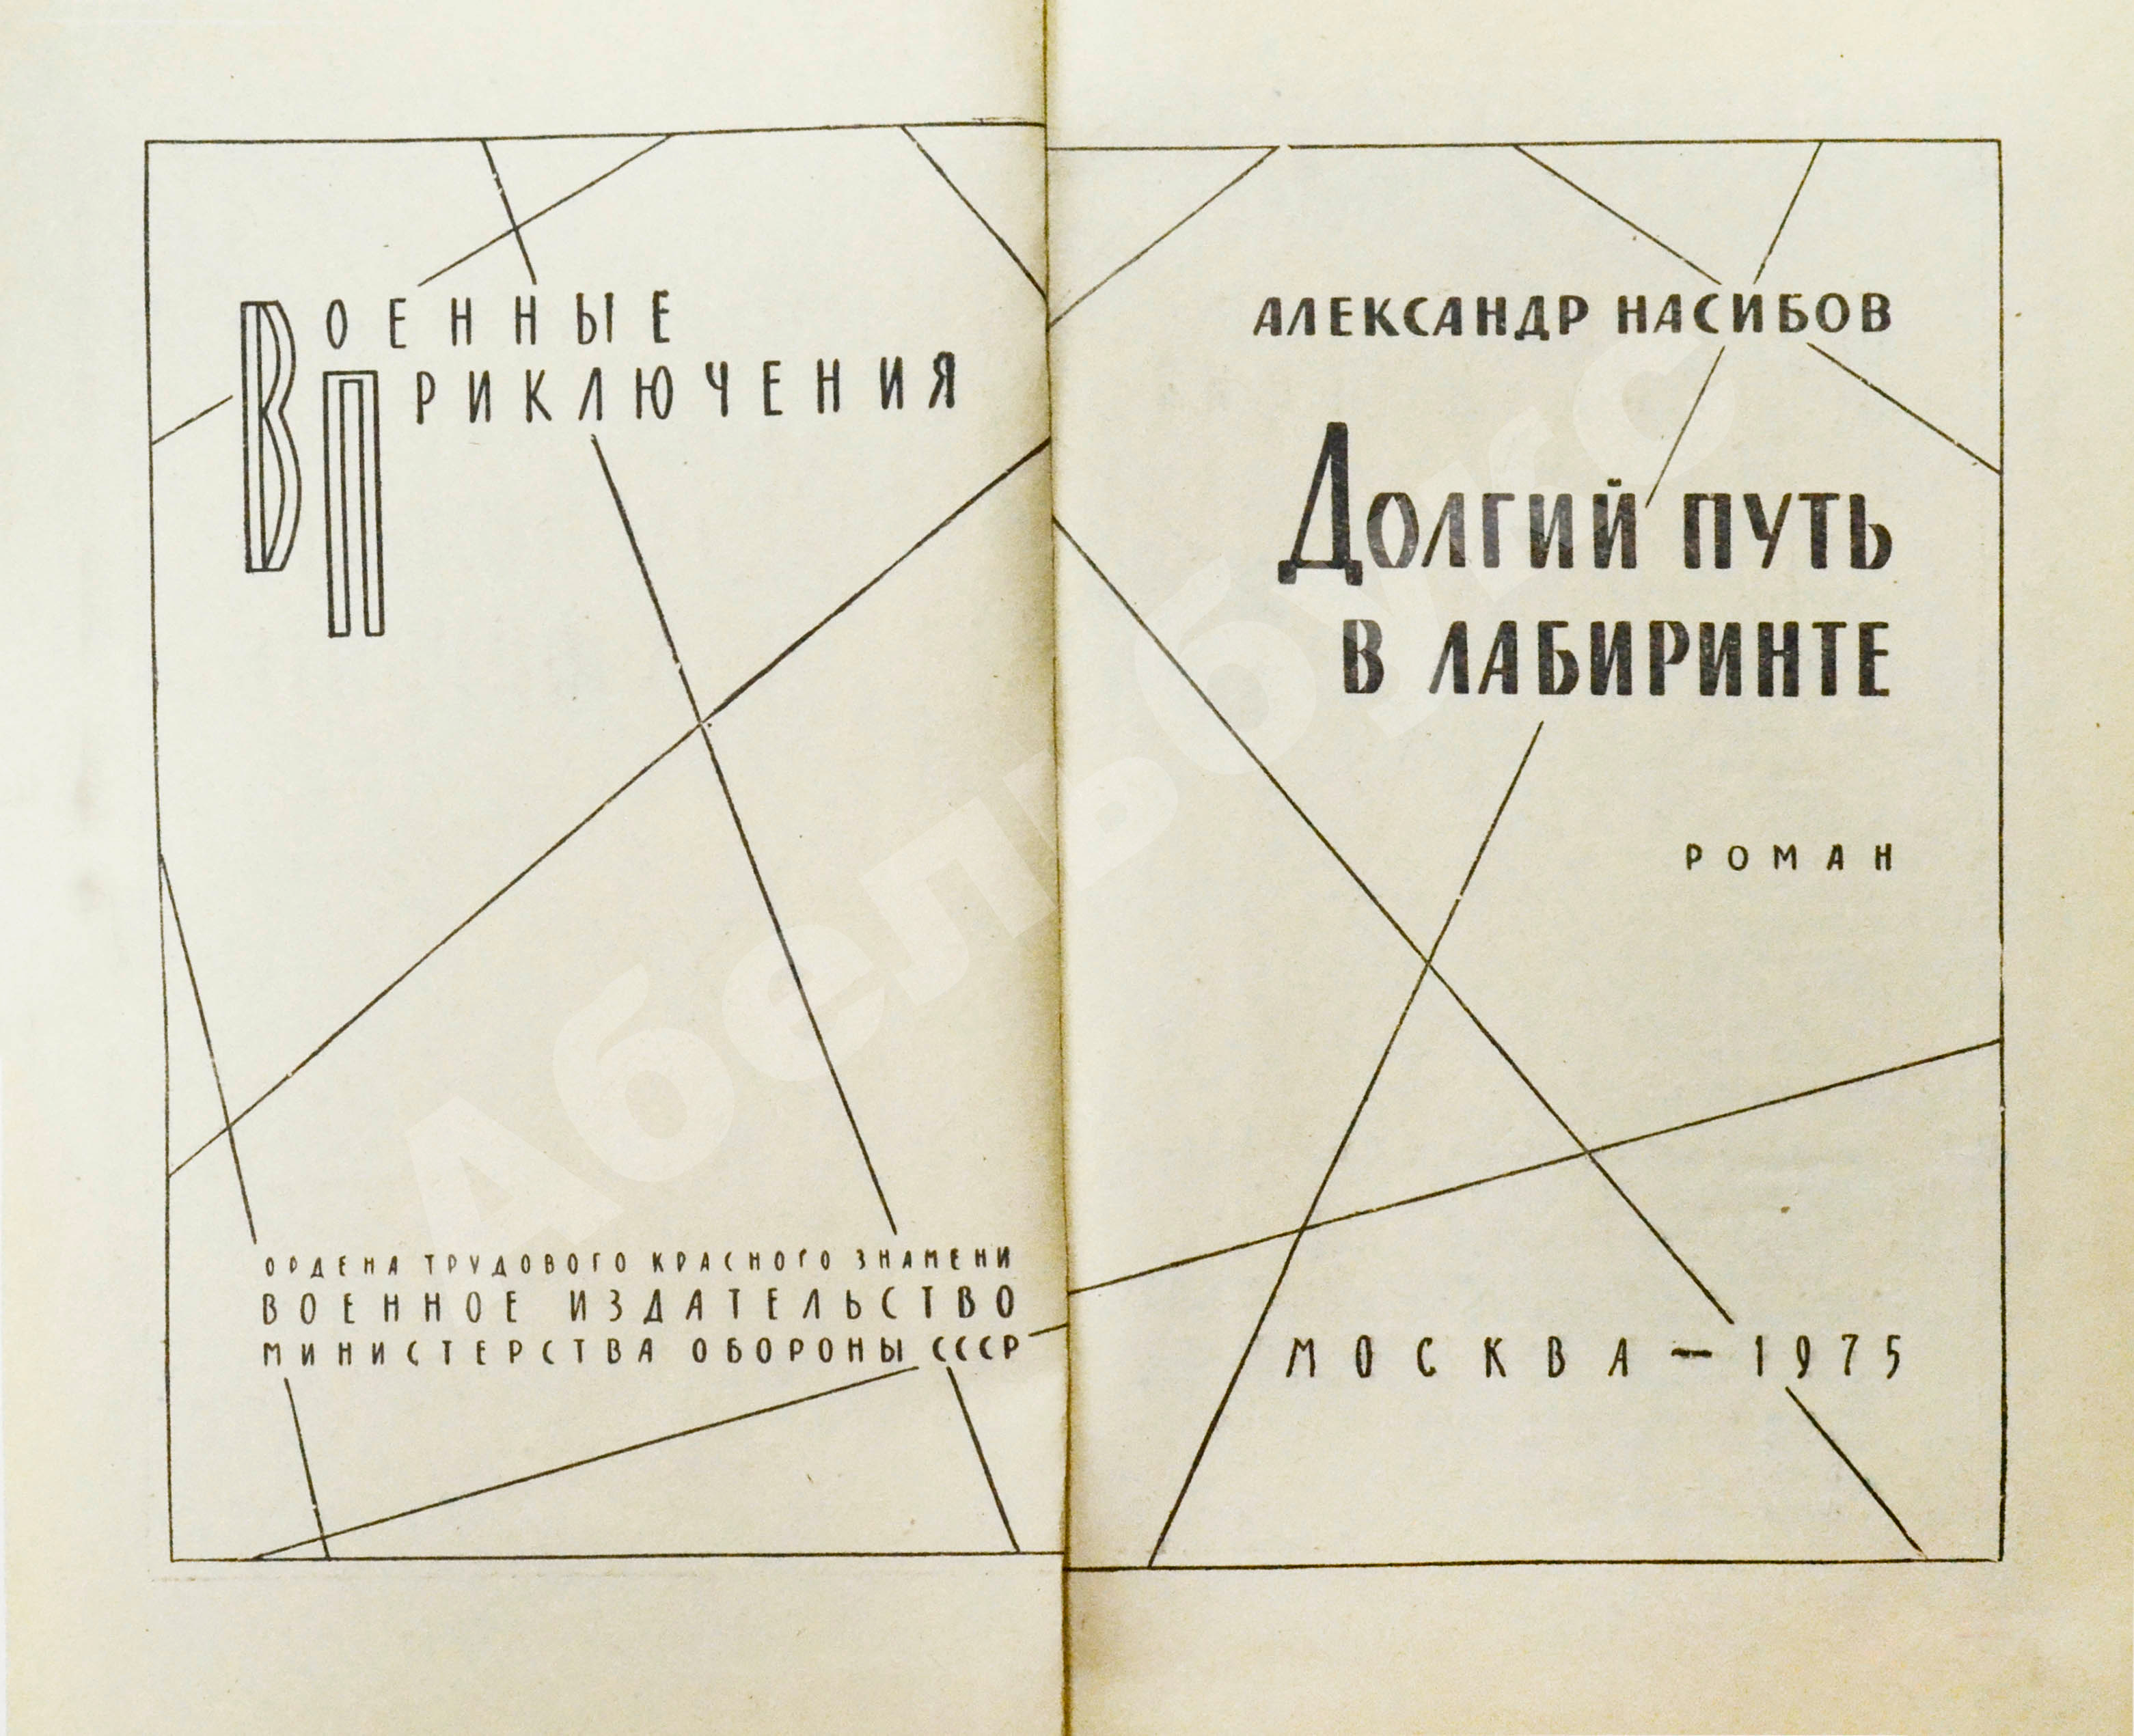 Военные
Приключения
ОРДЕНА ТРУДОВОГО КРАСНОГО ЗНАМЕНИ
ВОЕННОЕ ИЗДАТЕЛЬСТВО
МИНИСТЕРСТВА ОБОРОНЫ СССР
АЛЕКСАНДР НАСИБОВ
Долгий путь
в лабиринте
РОМАН
МОСКВА — 1975
Абельбукс